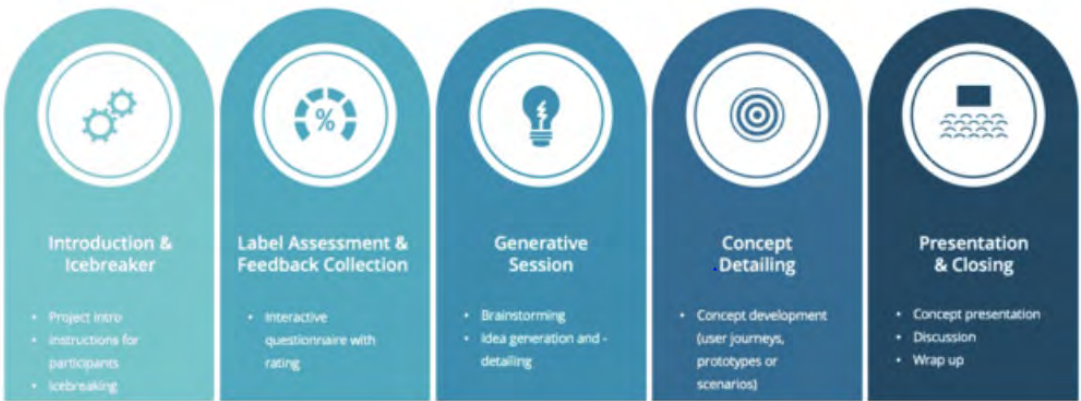 %
Introduction &
Icebreaker
• Project intro
• Instructions for
participants
• Icebreaking
Label Assessment &
Feedback Collection
• Interactive
questionnaire with
rating
Generative
Session
• Brainstorming
• Idea generation and -
detailing
Concept
Detailing
• Concept development
(user journeys,
prototypes or
scenarios)
Presentation
& Closing
• Concept presentation
• Discussion
• Wrap up